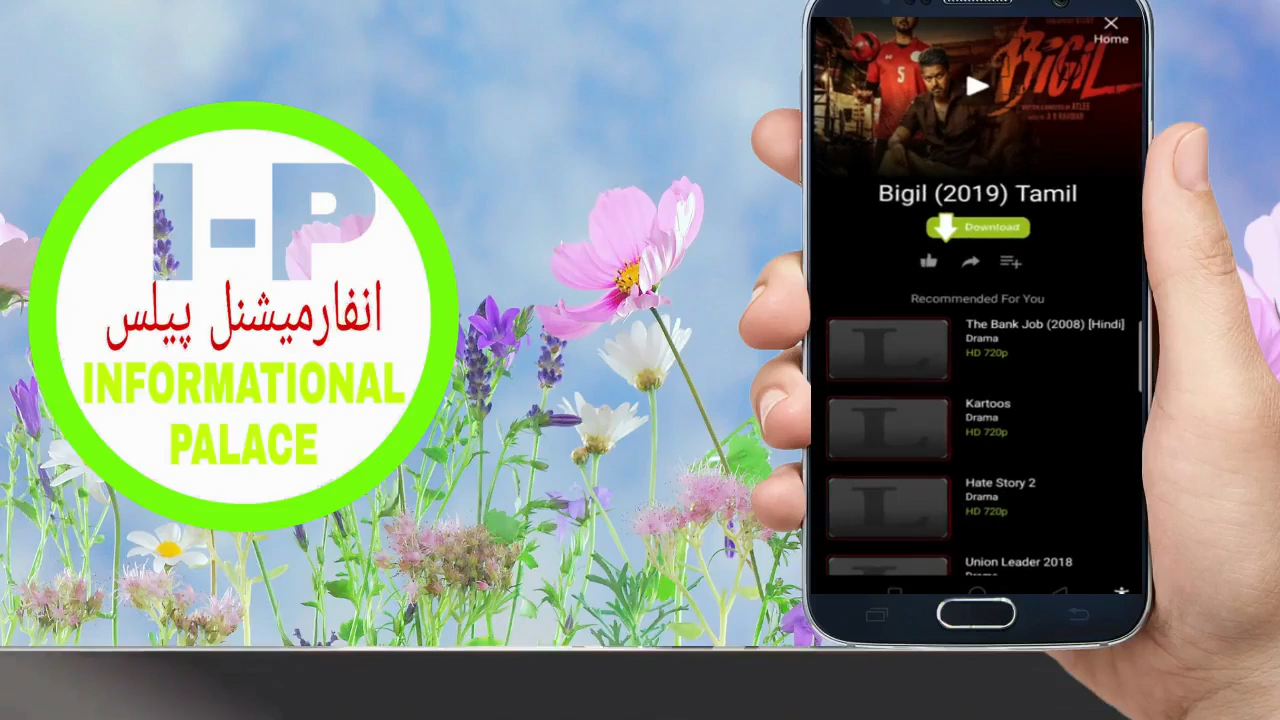 I-P
انفارمیشنل پیلس
INFORMATIONAL
PALACE
Home
BIGIL
Bigil (2019) Tamil
Download
Recommended For You
The Bank Job (2008) [Hindi]
Drama
HD 720p
Kartoos
Drama
HD 720p
Hate Story 2
Drama
HD 720p
Union Leader 2018